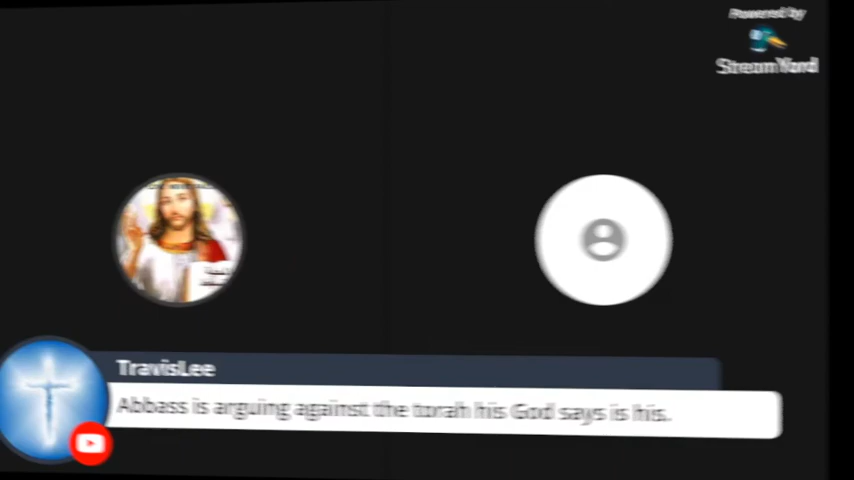 Powered by
StreamYard
TravisLee
Abbass is arguing against the torah his God says is his.